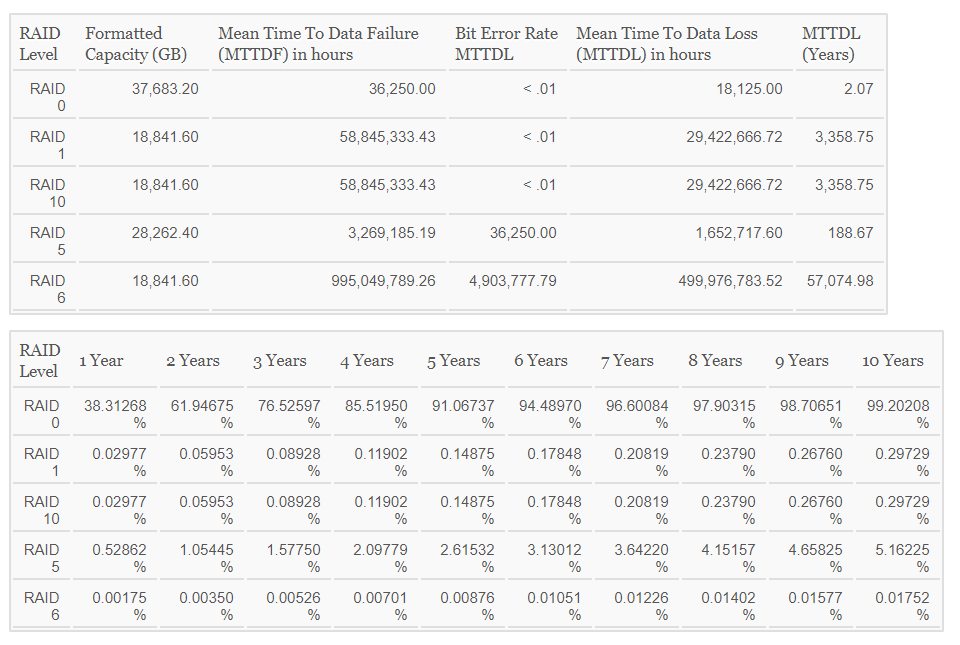 RAID Level Formatted Capacity (GB) Mean Time To Data Failure (MTTDF) in hours Bit Error Rate MTTDL Mean Time To Data Loss (MTTDL) in hours MTTDL (Years)
RAID 0 37,683.20 36,250.00 < .01 18,125.00 2.07
RAID 1 18,841.60 58,845,333.43 < .01 29,422,666.72 3,358.75
RAID 10 18,841.60 58,845,333.43 < .01 29,422,666.72 3,358.75
RAID 5 28,262.40 3,269,185.19 36,250.00 1,652,717.60 188.67
RAID 6 18,841.60 995,049,789.26 4,903,777.79 499,976,783.52 57,074.98
RAID Level 1 Year 2 Years 3 Years 4 Years 5 Years 6 Years 7 Years 8 Years 9 Years 10 Years
RAID 0 38.31268 % 61.94675 % 76.52597 % 85.51950 % 91.06737 % 94.48970 % 96.60084 % 97.90315 % 98.70651 % 99.20208 %
RAID 1 0.02977 % 0.05953 % 0.08928 % 0.11902 % 0.14875 % 0.17848 % 0.20819 % 0.23790 % 0.26760 % 0.29729 %
RAID 10 0.02977 % 0.05953 % 0.08928 % 0.11902 % 0.14875 % 0.17848 % 0.20819 % 0.23790 % 0.26760 % 0.29729 %
RAID 5 0.52862 % 1.05445 % 1.57750 % 2.09779 % 2.61532 % 3.13012 % 3.64220 % 4.15157 % 4.65825 % 5.16225 %
RAID 6 0.00175 % 0.00350 % 0.00526 % 0.00701 % 0.00876 % 0.01051 % 0.01226 % 0.01402 % 0.01577 % 0.01752 %